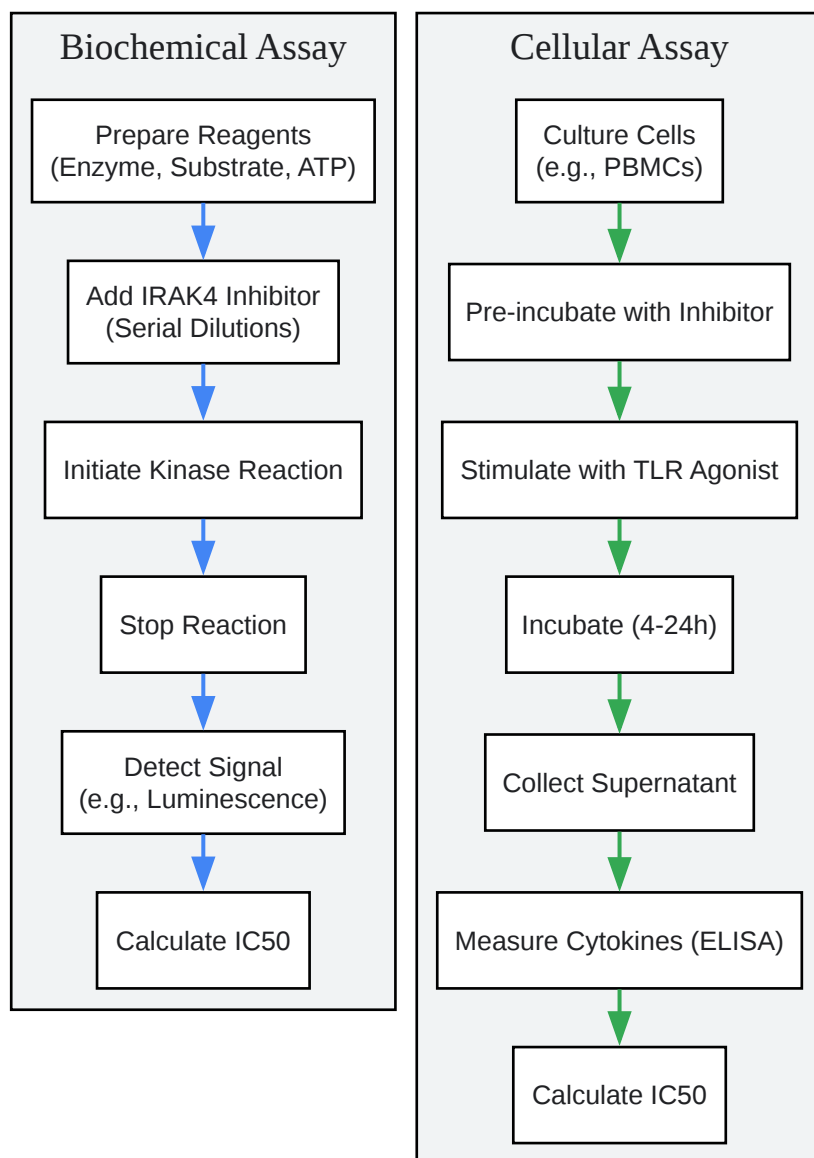 Biochemical Assay
Prepare Reagents
(Enzyme, Substrate, ATP)
Add IRAK4 Inhibitor
(Serial Dilutions)
Initiate Kinase Reaction
Stop Reaction
Detect Signal
(e.g., Luminescence)
Calculate IC50
Cellular Assay
Culture Cells
(e.g., PBMCs)
Pre-incubate with Inhibitor
Stimulate with TLR Agonist
Incubate (4-24h)
Collect Supernatant
Measure Cytokines (ELISA)
Calculate IC50